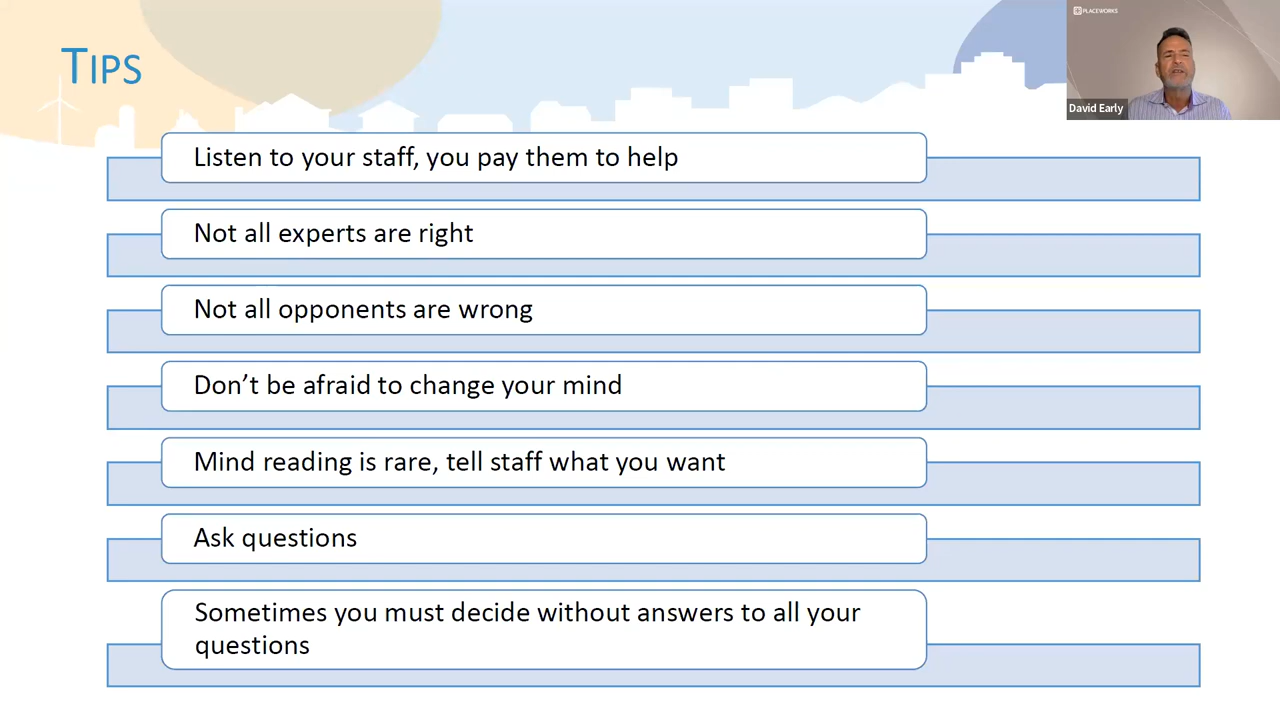 TIPS
PLACEWORKS
David Early
Listen to your staff, you pay them to help
Not all experts are right
Not all opponents are wrong
Don’t be afraid to change your mind
Mind reading is rare, tell staff what you want
Ask questions
Sometimes you must decide without answers to all your
questions